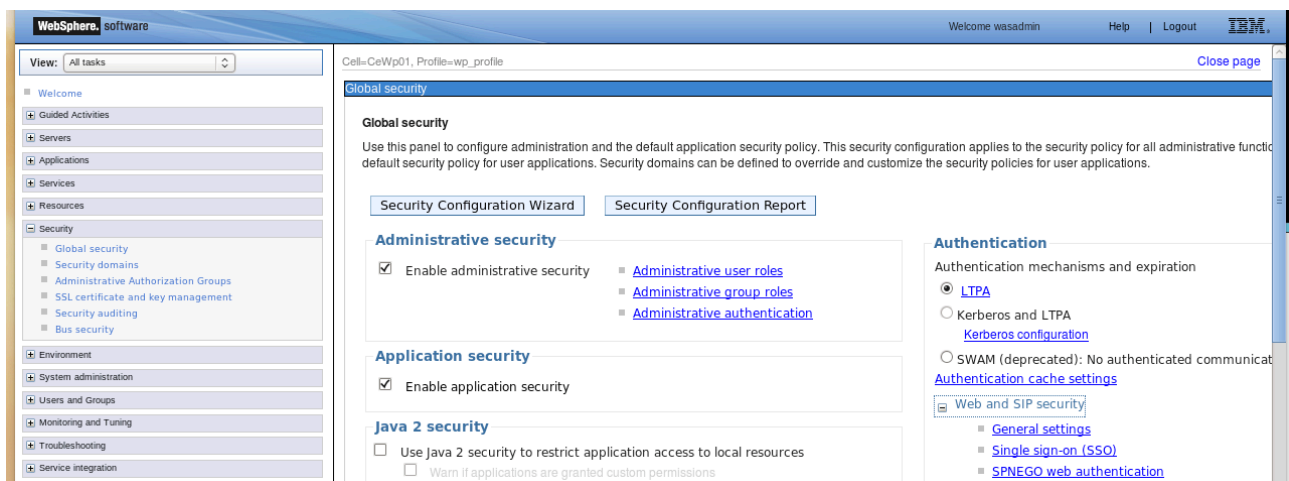 WebSphere. software
Welcome wasadmin
Help | Logout
IBM.
View: All tasks
Welcome
Guided Activities
Servers
Applications
Services
Resources
Security
Global security
Security domains
Administrative Authorization Groups
SSL certificate and key management
Security auditing
Bus security
Environment
System administration
Users and Groups
Monitoring and Tuning
Troubleshooting
Service integration
Cell=CeWp01, Profile=wp_profile
Close page
Global security
Global security
Use this panel to configure administration and the default application security policy. This security configuration applies to the security policy for all administrative functio
default security policy for user applications. Security domains can be defined to override and customize the security policies for user applications.
Security Configuration Wizard
Security Configuration Report
Administrative security
Enable administrative security
Administrative user roles
Administrative group roles
Administrative authentication
Application security
Enable application security
Java 2 security
Use Java 2 security to restrict application access to local resources
Warn if applications are granted custom permissions
Authentication
Authentication mechanisms and expiration
LTPA
Kerberos and LTPA
Kerberos configuration
SWAM (deprecated): No authenticated communicat
Authentication cache settings
Web and SIP security
General settings
Single sign-on (SSO)
SPNEGO web authentication